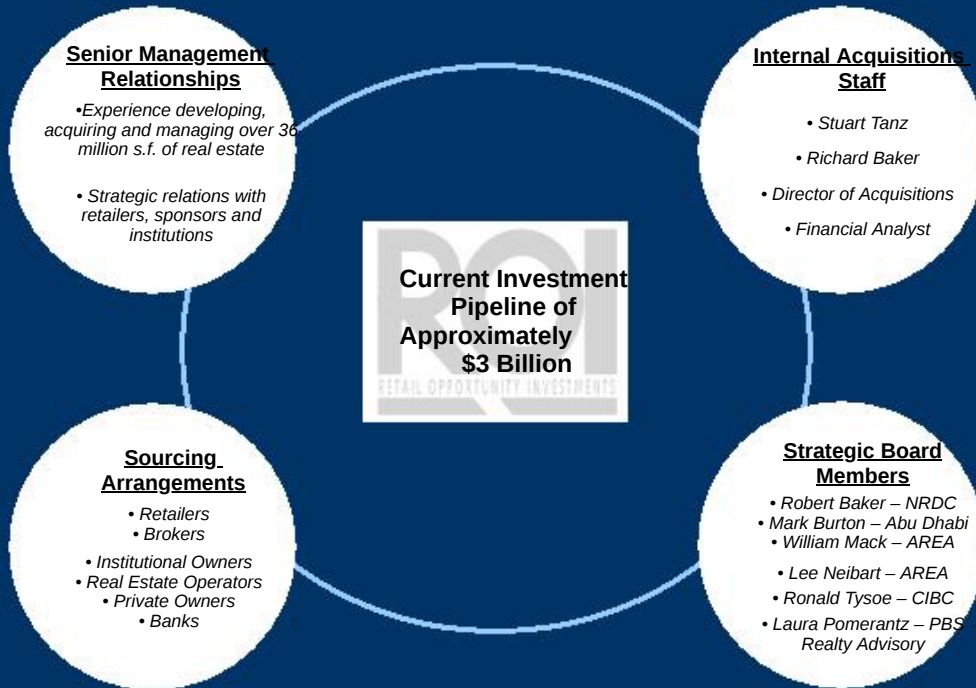 Senior Management
Relationships
•Experience developing,
acquiring and managing over 36
million s.f. of real estate
• Strategic relations with
retailers, sponsors and
institutions
Internal Acquisitions
Staff
• Stuart Tanz
• Richard Baker
• Director of Acquisitions
• Financial Analyst
ROI
Current Investment
Pipeline of
Approximately
$3 Billion
RETAIL OPPORTUNITY INVESTMENTS
Sourcing
Arrangements
• Retailers
• Brokers
• Institutional Owners
• Real Estate Operators
• Private Owners
• Banks
Strategic Board
Members
• Robert Baker – NRDC
• Mark Burton – Abu Dhabi
• William Mack – AREA
• Lee Neibart – AREA
• Ronald Tysoe – CIBC
• Laura Pomerantz – PBS
Realty Advisory